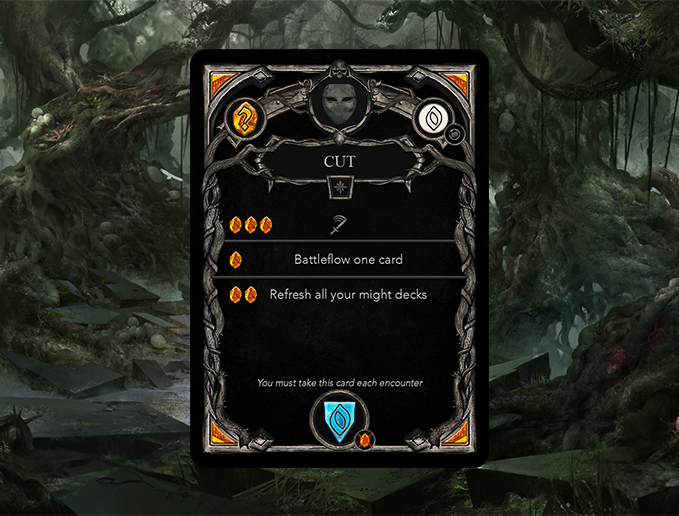 CUT
Battleflow one card
Refresh all your might decks
You must take this card each encounter